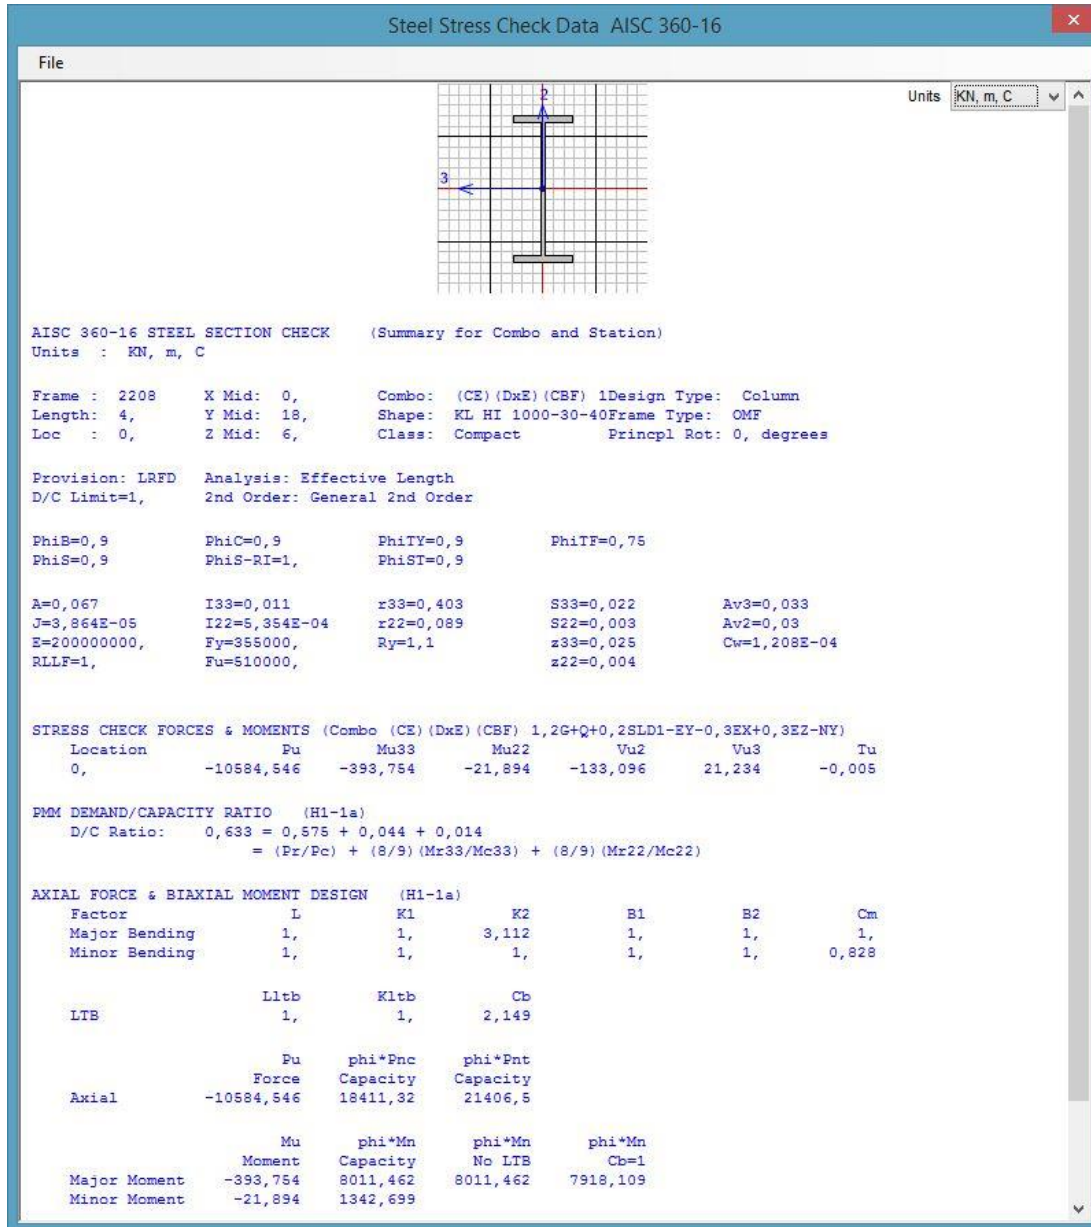 Steel Stress Check Data AISC 360-16
×
File
Units KN, m, C
2
3
AISC 360-16 STEEL SECTION CHECK (Summary for Combo and Station)
Units : KN, m, C
Frame : 2208 X Mid: 0, Combo: (CE)(DxE)(CBF) 1Design Type: Column
Length: 4, Y Mid: 18, Shape: KL HI 1000-30-40Frame Type: OMF
Loc : 0, Z Mid: 6, Class: Compact Princpl Rot: 0, degrees
Provision: LRFD Analysis: Effective Length
D/C Limit=1, 2nd Order: General 2nd Order
PhiB=0,9 PhiC=0,9 PhiTY=0,9 PhiTF=0,75
PhiS=0,9 PhiS-RI=1, PhiST=0,9
A=0,067 I33=0,011 r33=0,403 S33=0,022 Av3=0,033
J=3,864E-05 I22=5,354E-04 r22=0,089 S22=0,003 Av2=0,03
E=200000000, Fy=355000, Ry=1,1 z33=0,025 Cw=1,208E-04
RLLF=1, Fu=510000, z22=0,004
STRESS CHECK FORCES & MOMENTS (Combo (CE)(DxE)(CBF) 1,2G+Q+0,2SLD1-EY-0,3EX+0,3EZ-NY)
Location Pu Mu33 Mu22 Vu2 Vu3 Tu
0, -10584,546 -393,754 -21,894 -133,096 21,234 -0,005
PMM DEMAND/CAPACITY RATIO (H1-1a)
D/C Ratio: 0,633 = 0,575 + 0,044 + 0,014
= (Pr/Pc) + (8/9)(Mr33/Mc33) + (8/9)(Mr22/Mc22)
AXIAL FORCE & BIAXIAL MOMENT DESIGN (H1-1a)
Factor L K1 K2 B1 B2 Cm
Major Bending 1, 1, 3,112 1, 1, 1,
Minor Bending 1, 1, 1, 1, 1, 0,828
Lltb Kltb Cb
LTB 1, 1, 2,149
Pu phi*Pnc phi*Pnt
Force Capacity Capacity
Axial -10584,546 18411,32 21406,5
Mu phi*Mn phi*Mn phi*Mn
Moment Capacity No LTB Cb=1
Major Moment -393,754 8011,462 8011,462 7918,109
Minor Moment -21,894 1342,699